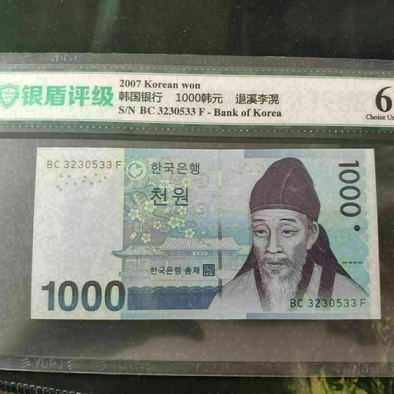 2007 Korean won
银盾评级
韩国银行 1000韩元 退溪李滉
S/N BC 3230533 F - Bank of Korea
6
Choice
BC 3230533 F
한국은행
천원
1000
한국은행 총재
1000
BC 3230533 F